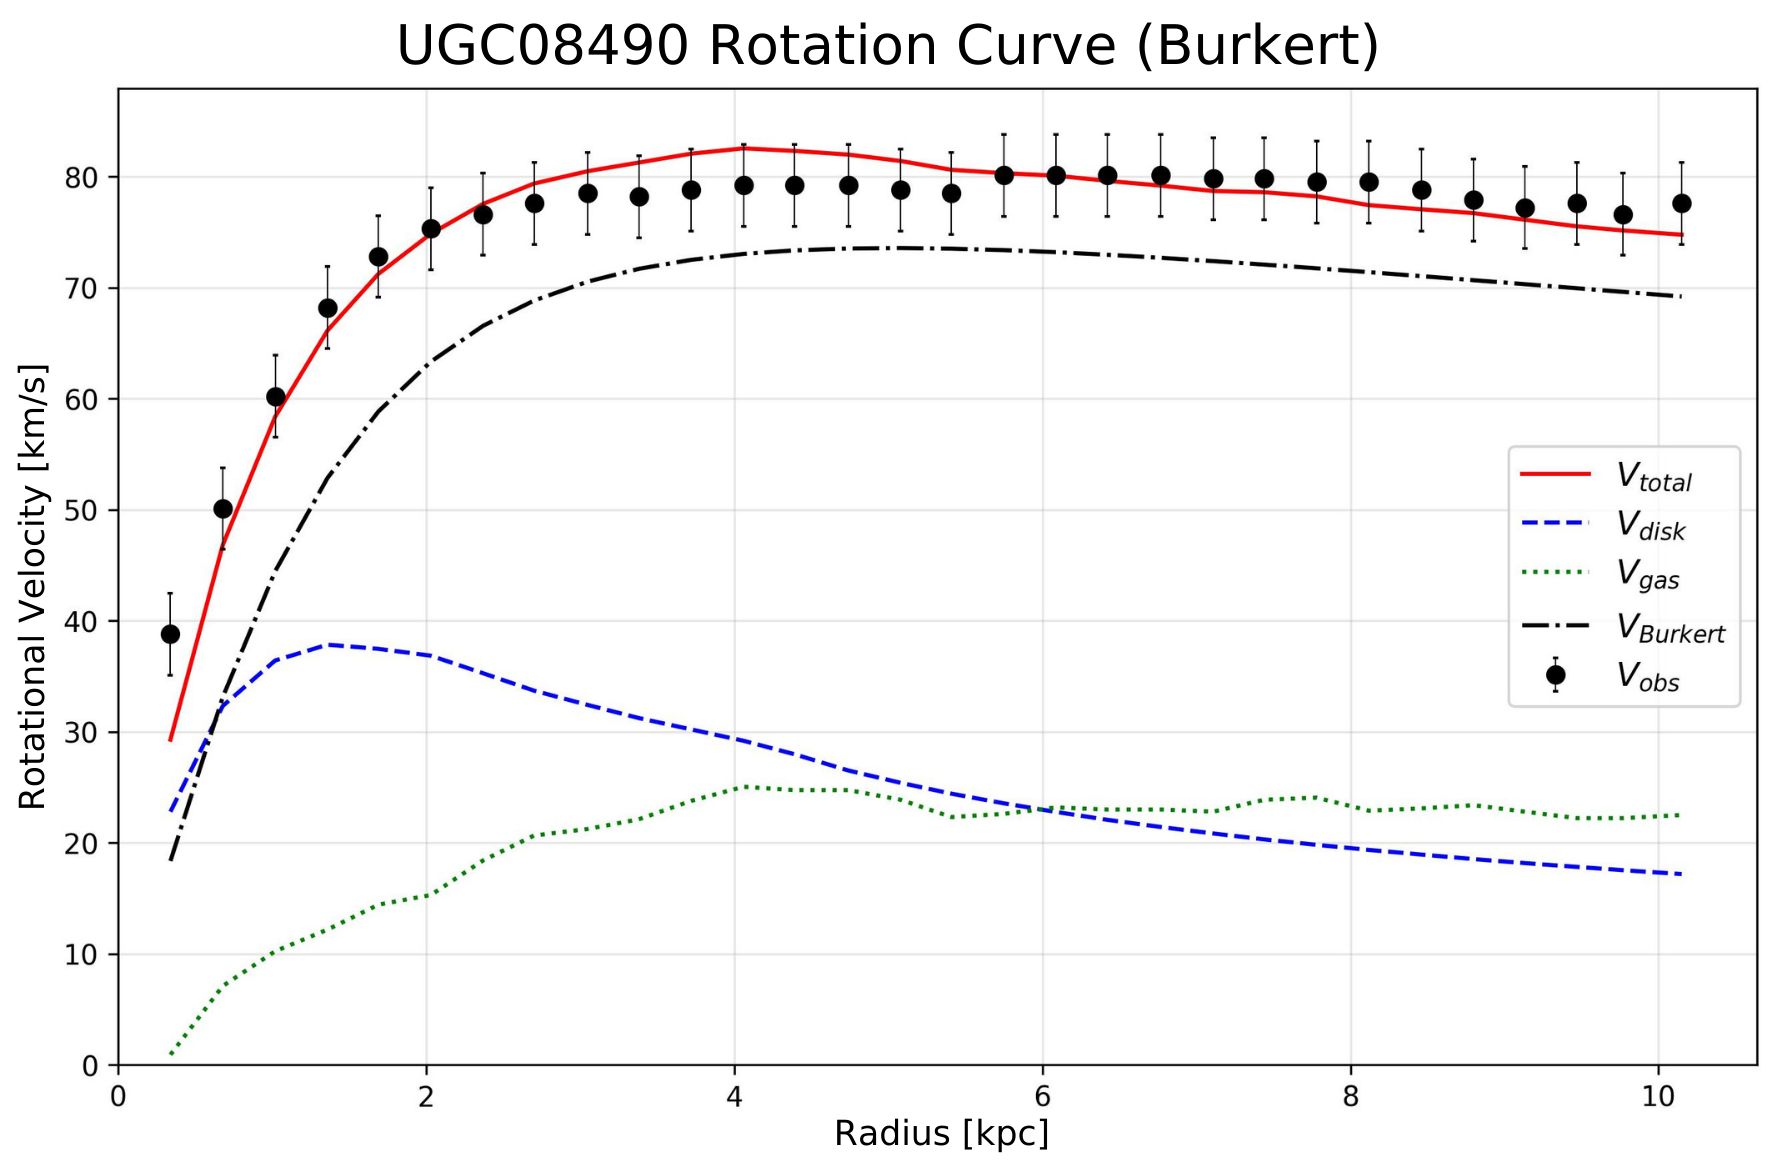 UGC08490 Rotation Curve (Burkert)
Rotational Velocity [km/s]
80
70
60
50
40
30
20
10
0
0 2 4 6 8 10
Radius [kpc]
V_total
V_disk
V_gas
V_Burkert
V_obs